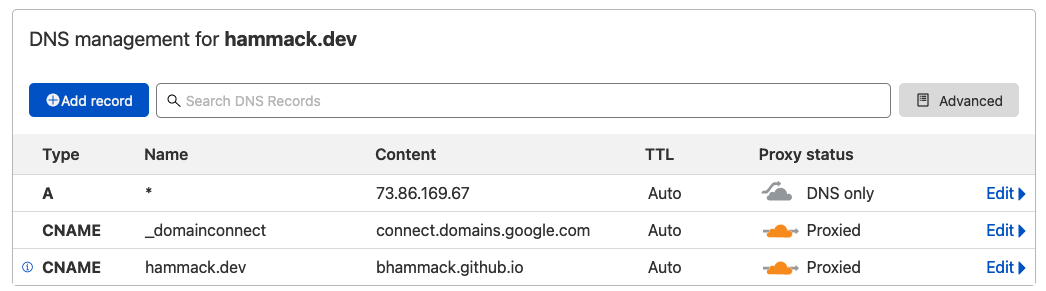 DNS management for hammack.dev
Add record Search DNS Records Advanced
Type Name Content TTL Proxy status
A * 73.86.169.67 Auto DNS only Edit
CNAME _domainconnect connect.domains.google.com Auto Proxied Edit
CNAME hammack.dev bhammack.github.io Auto Proxied Edit